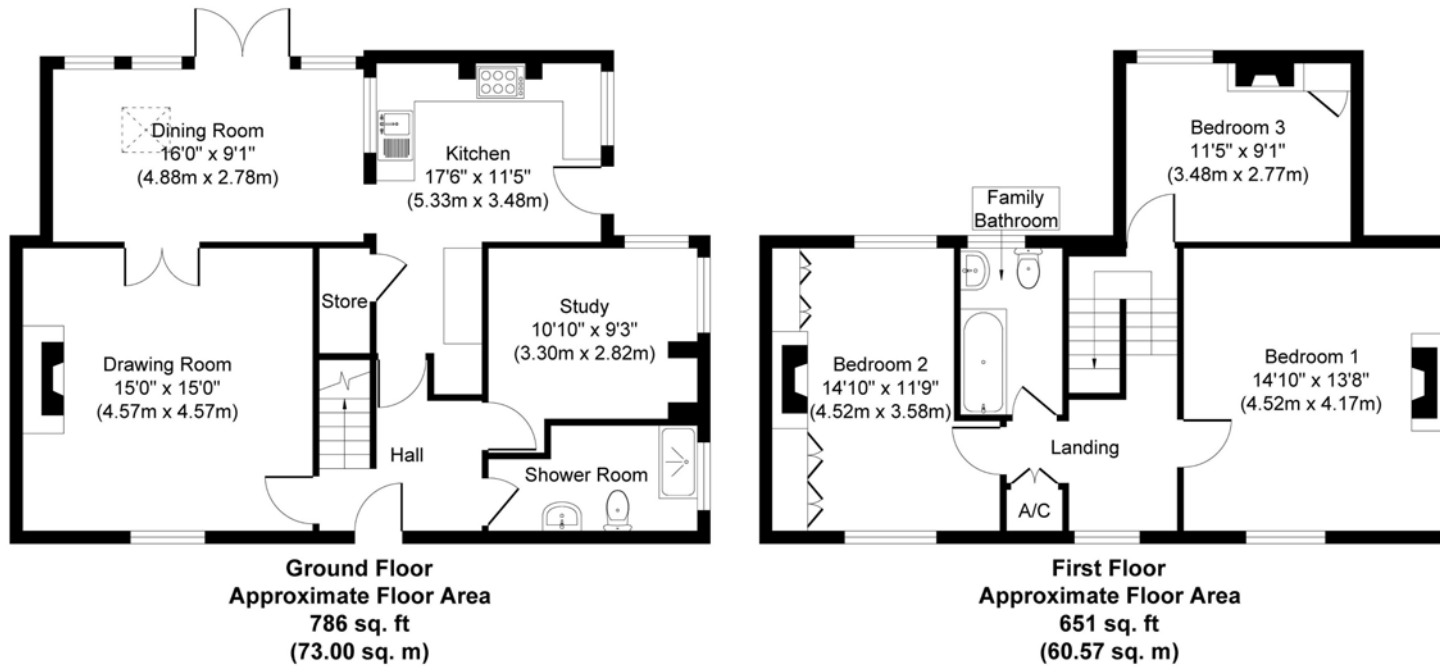 Dining Room
16'0" x 9'1"
(4.88m x 2.78m)
Kitchen
17'6" x 11'5"
(5.33m x 3.48m)
Store
Study
10'10" x 9'3"
(3.30m x 2.82m)
Drawing Room
15'0" x 15'0"
(4.57m x 4.57m)
Hall
Shower Room
Ground Floor
Approximate Floor Area
786 sq. ft
(73.00 sq. m)
Bedroom 3
11'5" x 9'1"
(3.48m x 2.77m)
Family
Bathroom
Bedroom 2
14'10" x 11'9"
(4.52m x 3.58m)
Bedroom 1
14'10" x 13'8"
(4.52m x 4.17m)
Landing
A/C
First Floor
Approximate Floor Area
651 sq. ft
(60.57 sq. m)